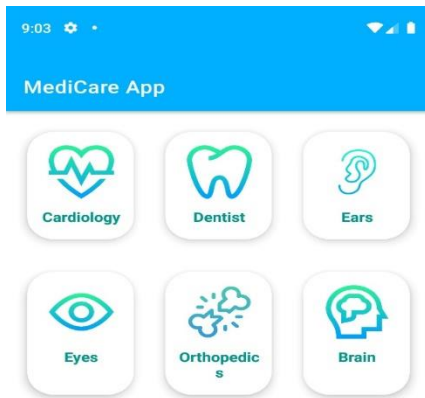 9:03
MediCare App
Cardiology
Dentist
Ears
Eyes
Orthopedic
s
Brain